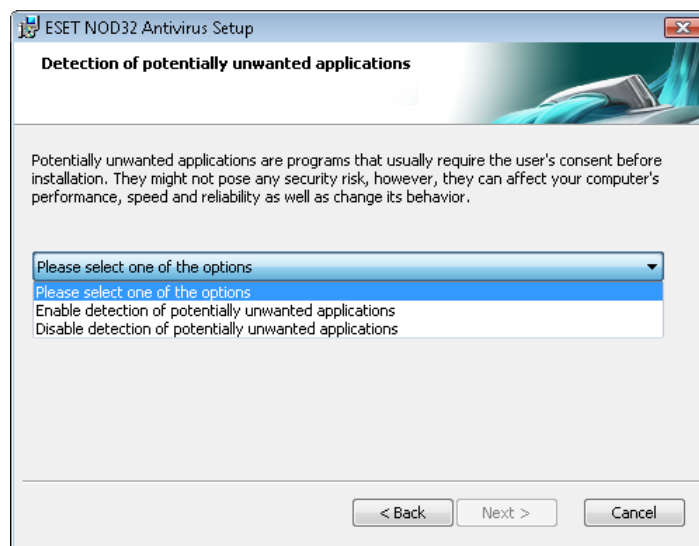 ESET NOD32 Antivirus Setup
Detection of potentially unwanted applications
Potentially unwanted applications are programs that usually require the user's consent before
installation. They might not pose any security risk, however, they can affect your computer's
performance, speed and reliability as well as change its behavior.
Please select one of the options
Please select one of the options
Enable detection of potentially unwanted applications
Disable detection of potentially unwanted applications
< Back Next > Cancel